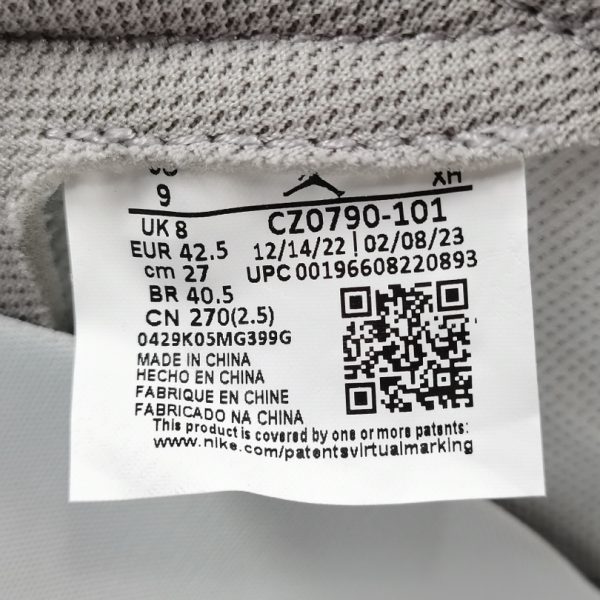 9 XH
UK 8 CZ0790-101
EUR 42.5 12/14/22 | 02/08/23
cm 27 UPC 00196608220893
BR 40.5
CN 270(2.5)
0429K05MG399G
MADE IN CHINA
HECHO EN CHINA
FABRIQUE EN CHINE
FABRICADO NA CHINA
This product is covered by one or more patents:
www.nike.com/patentsvirtualmarking